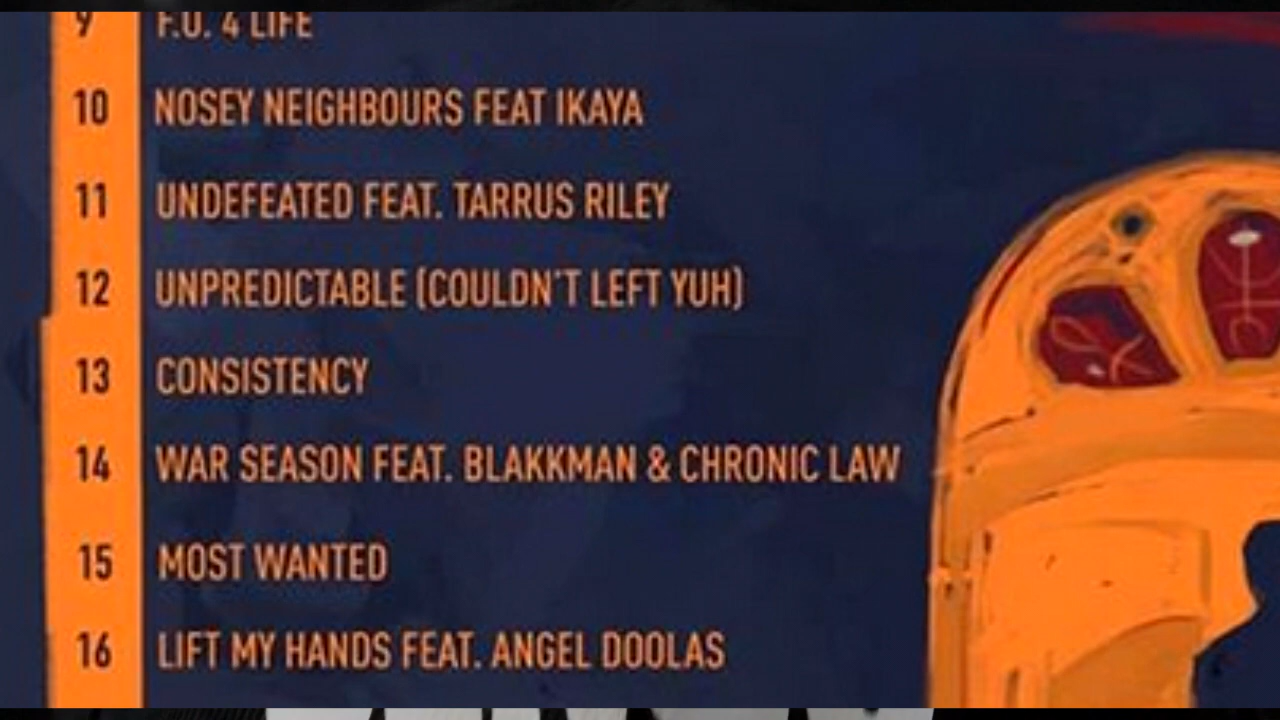 9 F.U. 4 LIFE
10 NOSEY NEIGHBOURS FEAT IKAYA
11 UNDEFEATED FEAT. TARRUS RILEY
12 UNPREDICTABLE (COULDN'T LEFT YUH)
13 CONSISTENCY
14 WAR SEASON FEAT. BLAKKMAN & CHRONIC LAW
15 MOST WANTED
16 LIFT MY HANDS FEAT. ANGEL DOOLAS